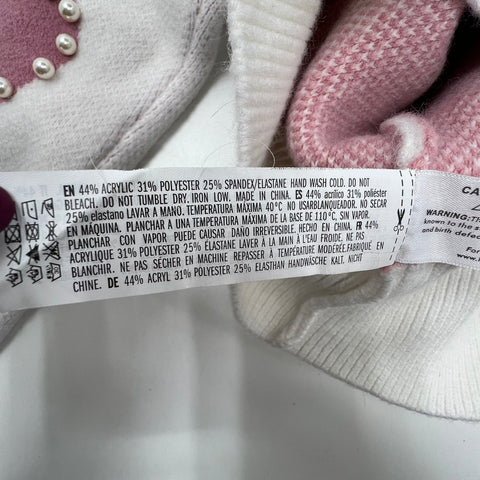 EN 44% ACRYLIC 31% POLYESTER 25% SPANDEX/ELASTANE HAND WASH COLD. DO NOT
BLEACH. DO NOT TUMBLE DRY. IRON LOW. MADE IN CHINA. ES 44% acrílico 31% poliéster
25% elastano LAVAR A MANO. TEMPERATURA MÁXIMA 40°C. NO ISARBLANQUEADOR. NO SECAR
EN MÁQUINA. PLANCHAR A UNA TEMPERATURA MÁXIMA DE LA BASE DE 110°C, SIN VAPOR.
PLANCHAR CON VAPOR PUEDE CAUSAR DAÑO IRREVERSIBLE. HECHO EN CHINA. FR 44%
ACRYLIQUE 31% POLYESTER 25% ELASTANE LAVER À LA MAIN À L'EAU FROIDE. NE PAS
BLANCHIR. NE PAS SÉCHER EN MACHINE REPASSER À TEMPÉRATURE MODÉRÉE.FABRIQUÉ EN
CHINE. DE 44% ACRYL 31% POLYESTER 25% ELASTHAN HANDWÄSCHE KALT. NICHT
CA
WARNING: Th
known to the s
and birth defec